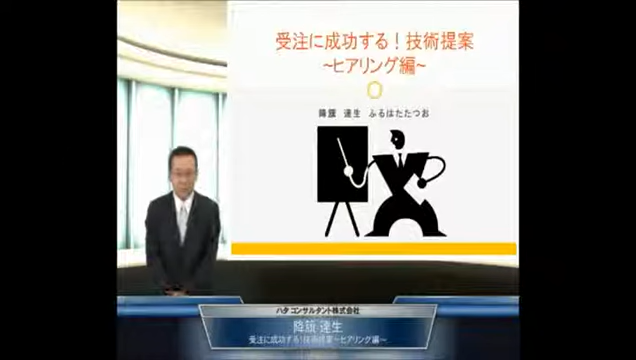 受注に成功する！技術提案
～ヒアリング編～
降籏 達生 ふるはたたつお
ハタ コンサルタント株式会社
降籏 達生
受注に成功する！技術提案～ヒアリング編～